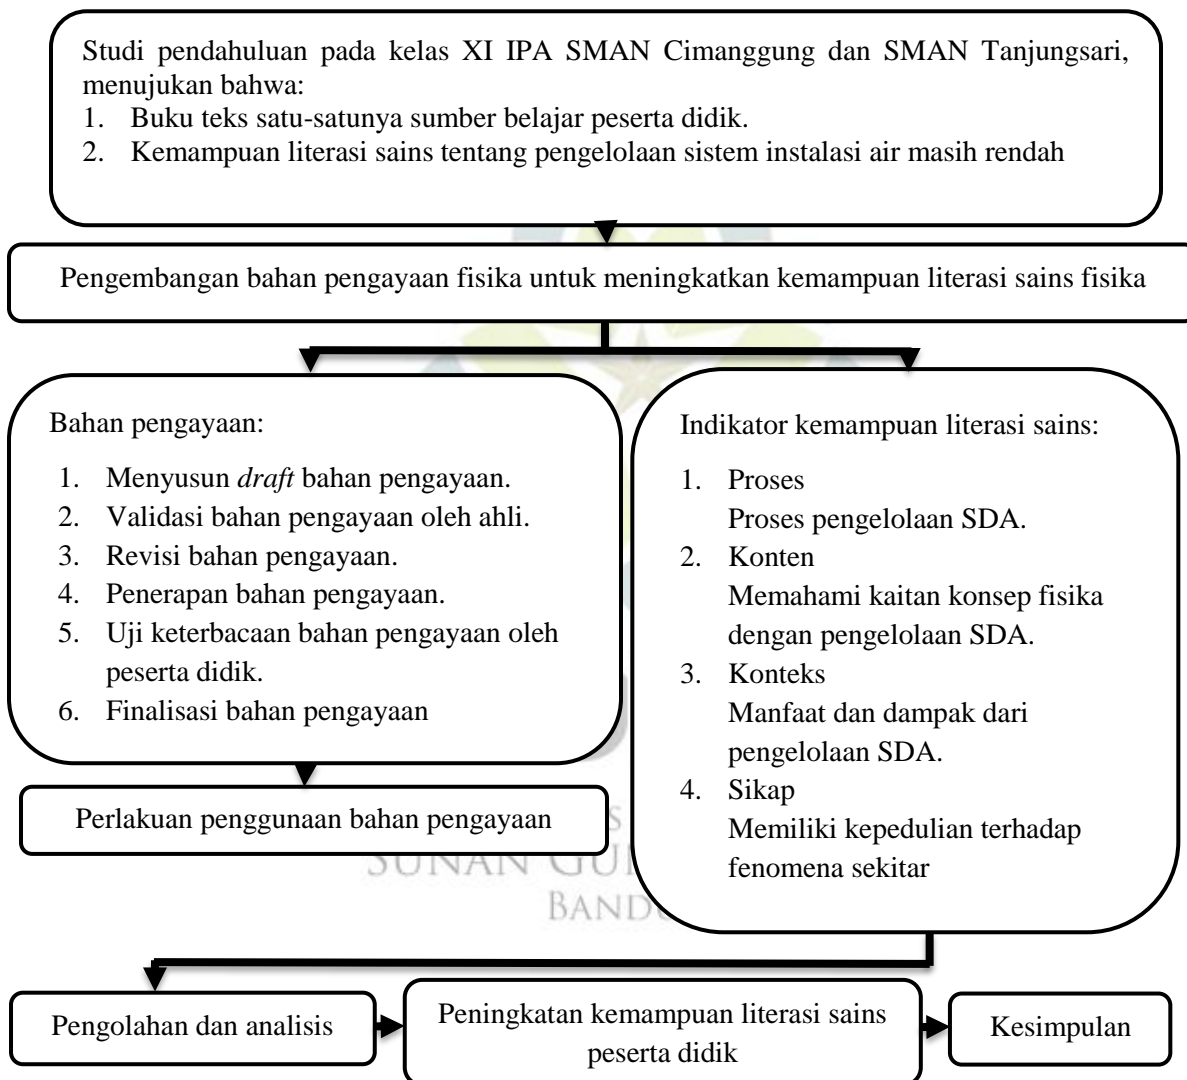 Studi pendahuluan pada kelas XI IPA SMAN Cimanggung dan SMAN Tanjungsari,
menujukan bahwa:
1. Buku teks satu-satunya sumber belajar peserta didik.
2. Kemampuan literasi sains tentang pengelolaan sistem instalasi air masih rendah
Pengembangan bahan pengayaan fisika untuk meningkatkan kemampuan literasi sains fisika
Bahan pengayaan:
1. Menyusun draft bahan pengayaan.
2. Validasi bahan pengayaan oleh ahli.
3. Revisi bahan pengayaan.
4. Penerapan bahan pengayaan.
5. Uji keterbacaan bahan pengayaan oleh
peserta didik.
6. Finalisasi bahan pengayaan
Perlakuan penggunaan bahan pengayaan
Indikator kemampuan literasi sains:
1. Proses
Proses pengelolaan SDA.
2. Konten
Memahami kaitan konsep fisika
dengan pengelolaan SDA.
3. Konteks
Manfaat dan dampak dari
pengelolaan SDA.
4. Sikap
Memiliki kepedulian terhadap
fenomena sekitar
SUNAN
Pengolahan dan analisis
Peningkatan kemampuan literasi sains
peserta didik
Kesimpulan